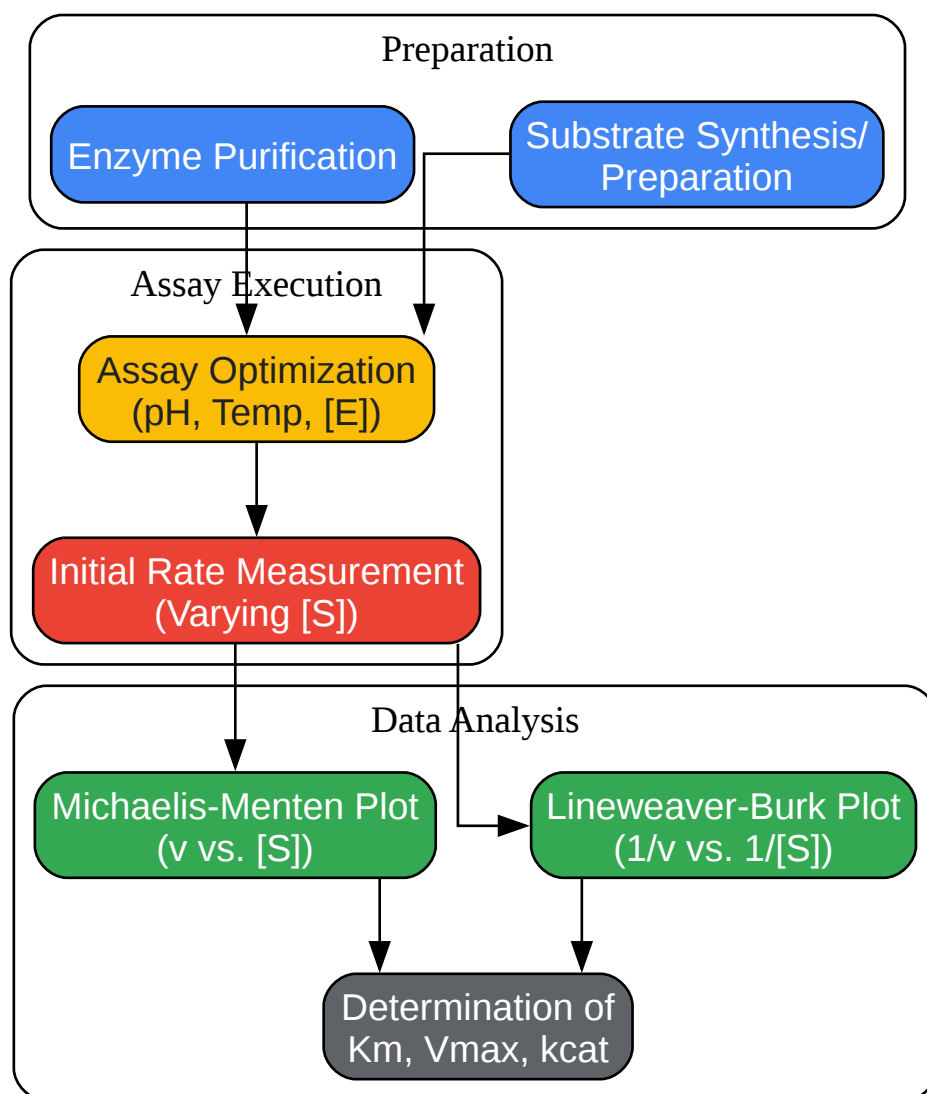 Preparation
Enzyme Purification
Substrate Synthesis/
Preparation
Assay Execution
Assay Optimization
(pH, Temp, [E])
Initial Rate Measurement
(Varying [S])
Data Analysis
Michaelis-Menten Plot
(v vs. [S])
Lineweaver-Burk Plot
(1/v vs. 1/[S])
Determination of
Km, Vmax, kcat